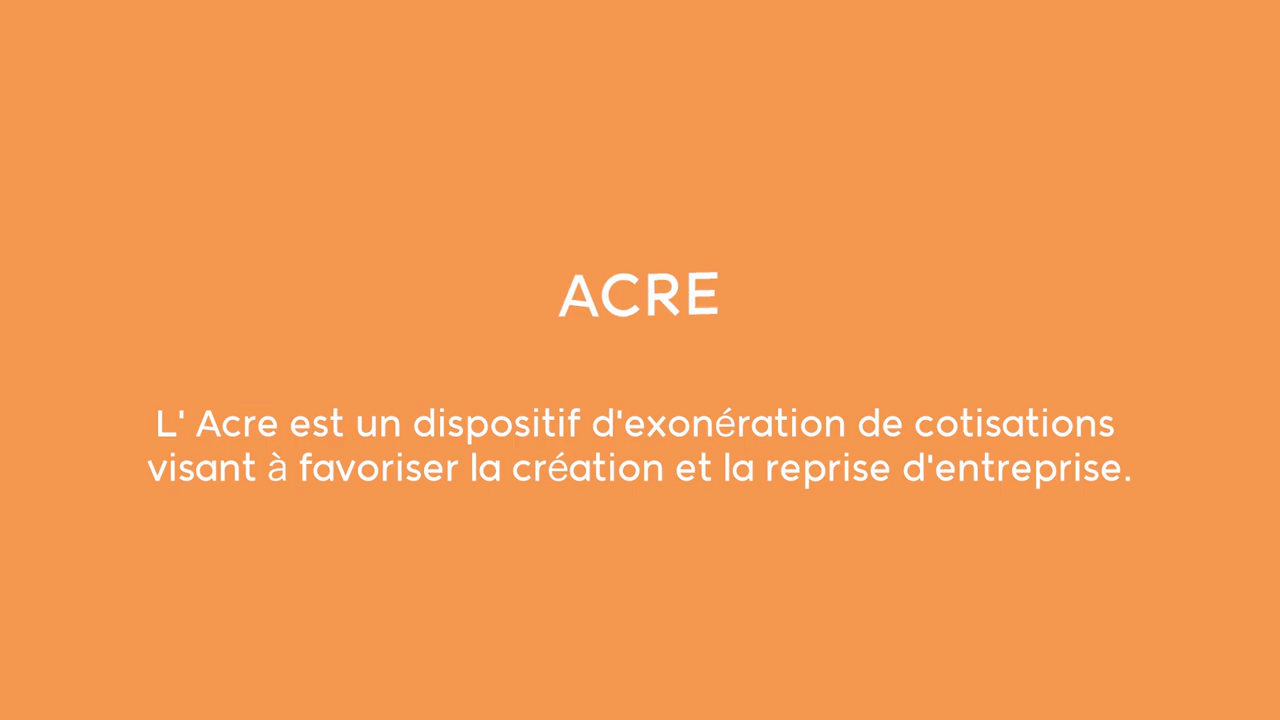 ACRE
L' Acre est un dispositif d'exonération de cotisations
visant à favoriser la création et la reprise d'entreprise.